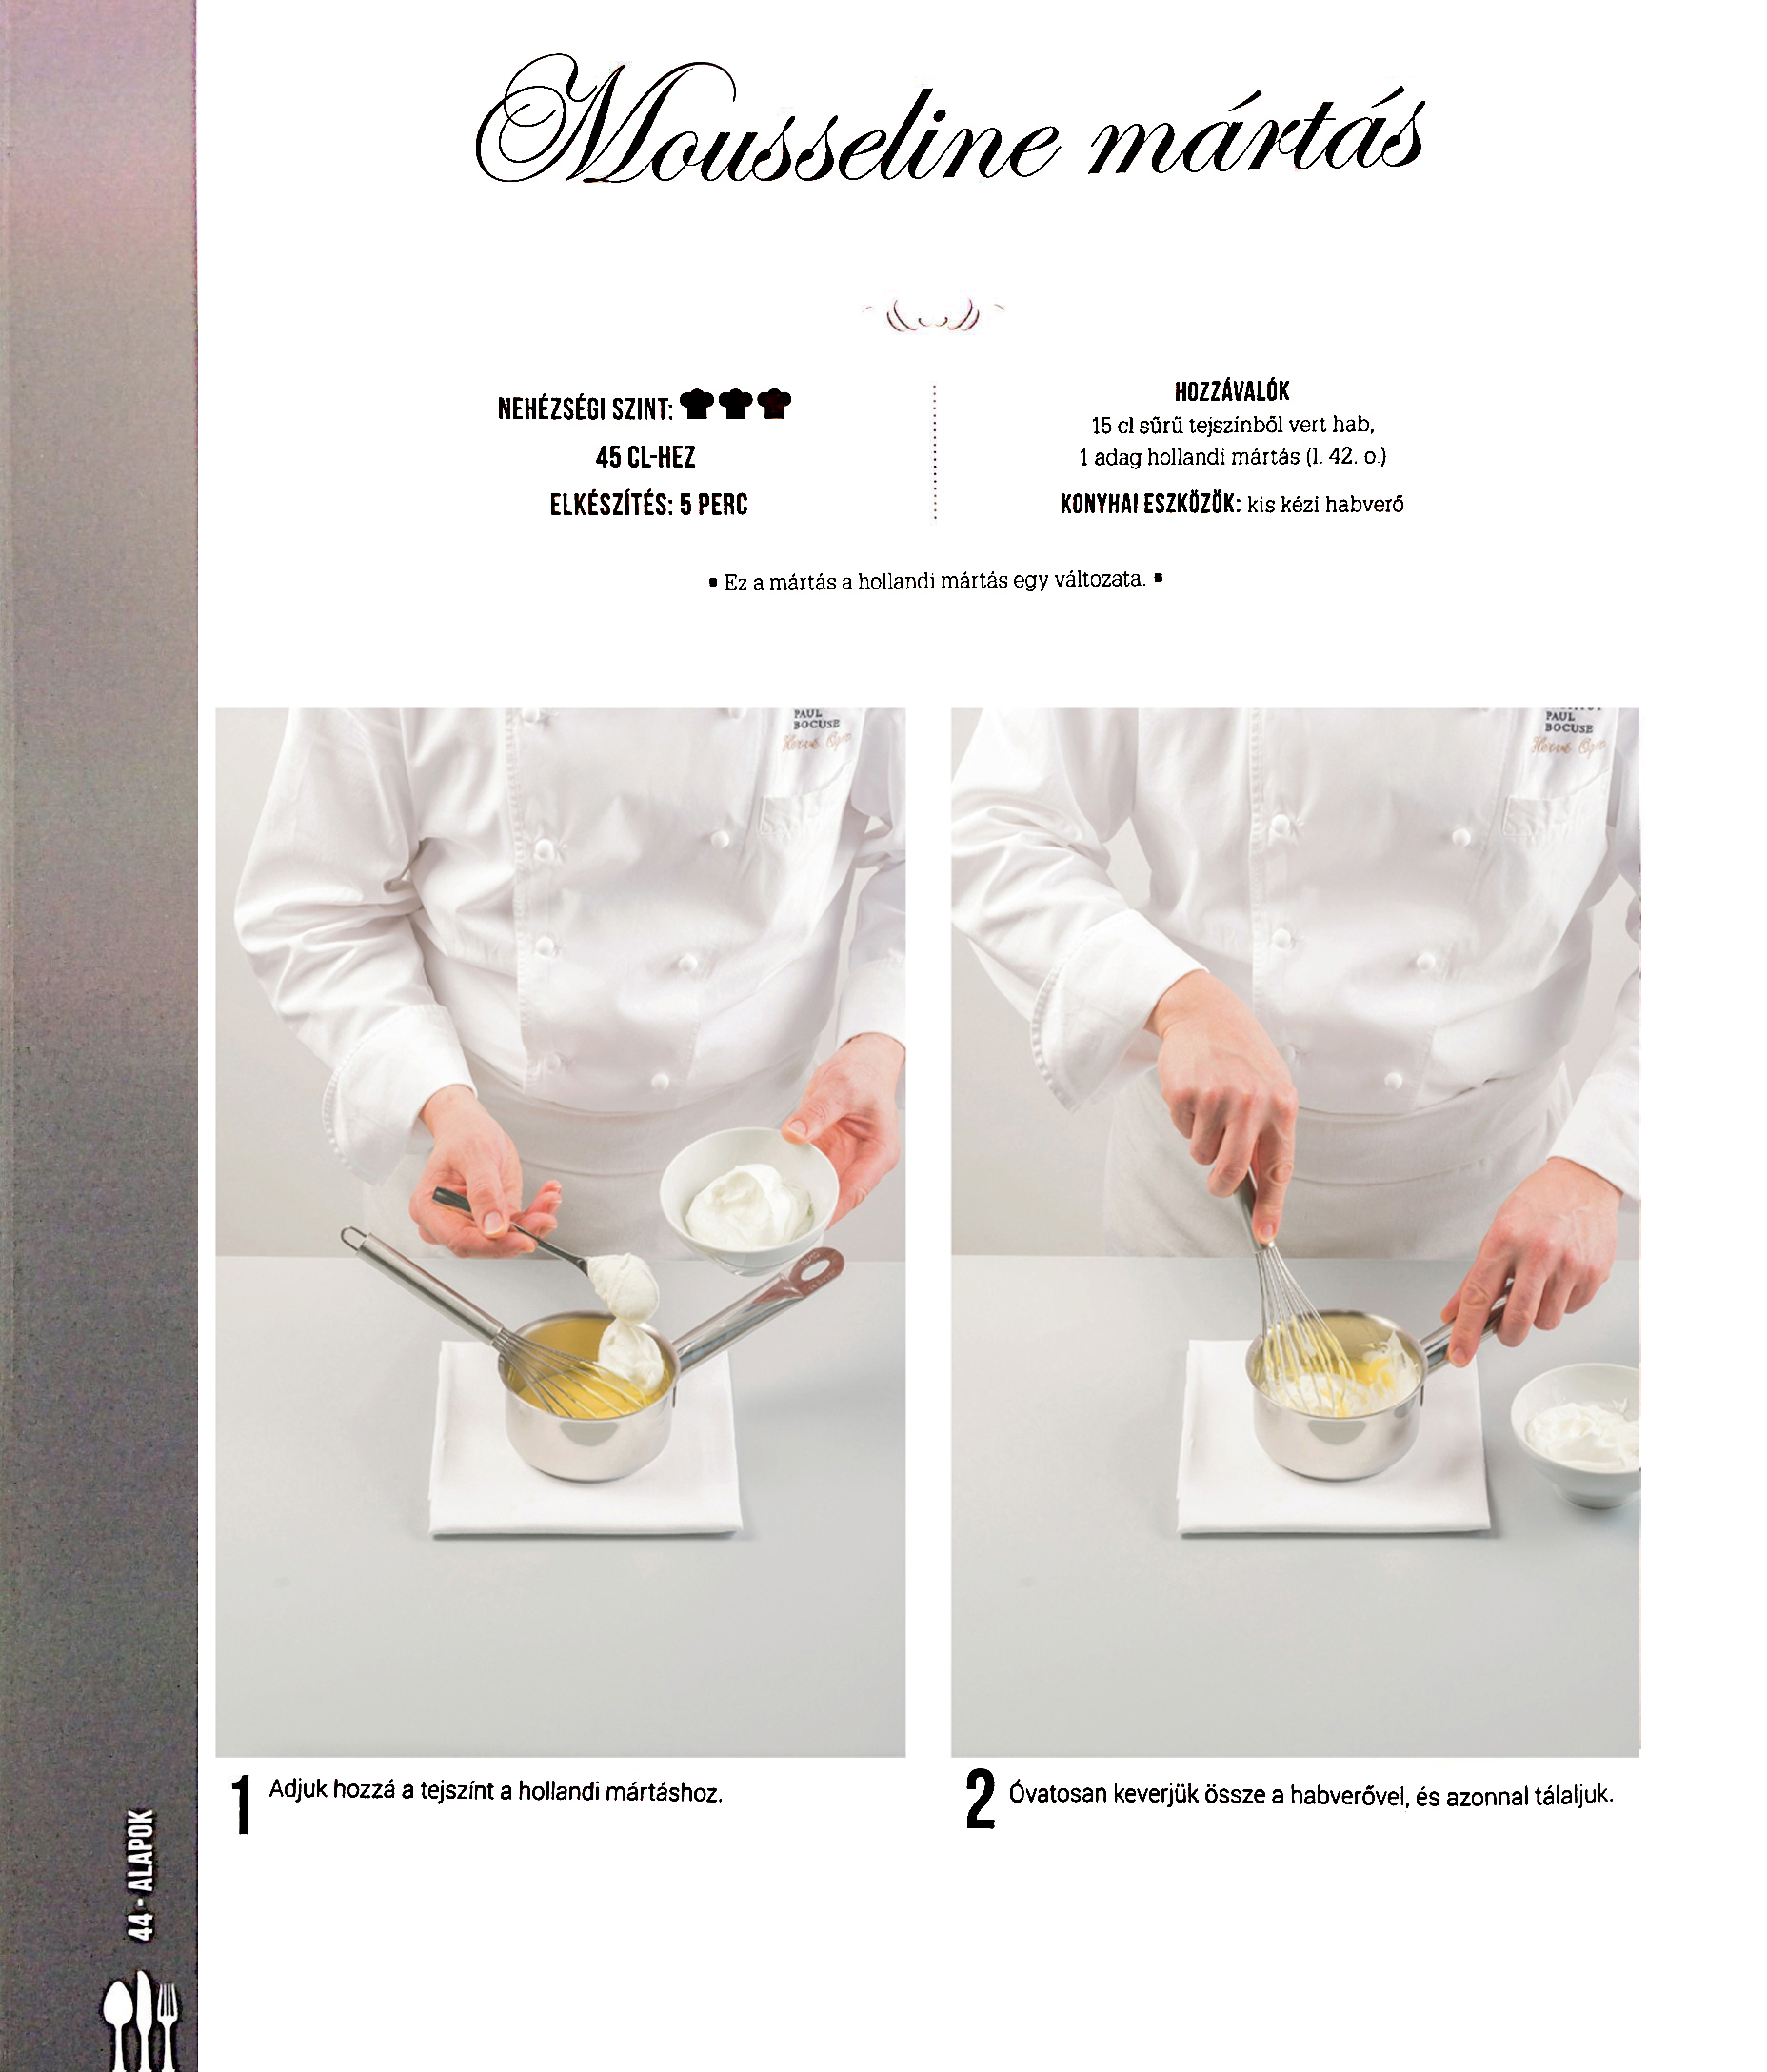 Mousseline mártás
NEHÉZSÉGI SZINT:
45 CL-HEZ
ELKÉSZÍTÉS: 5 PERC
HOZZÁVALÓK
15 cl sűrű tejszínből vert hab,
1 adag hollandi mártás (l. 42. o.)
KONYHAI ESZKÖZÖK: kis kézi habverő
▪ Ez a mártás a hollandi mártás egy változata. ▪
PAUL
BOCUSE
Hervé
PAUL
BOCUSE
Hervé
1 Adjuk hozzá a tejszínt a hollandi mártáshoz.
2 Óvatosan keverjük össze a habverővel, és azonnal tálaljuk.
44 - ALAPOK